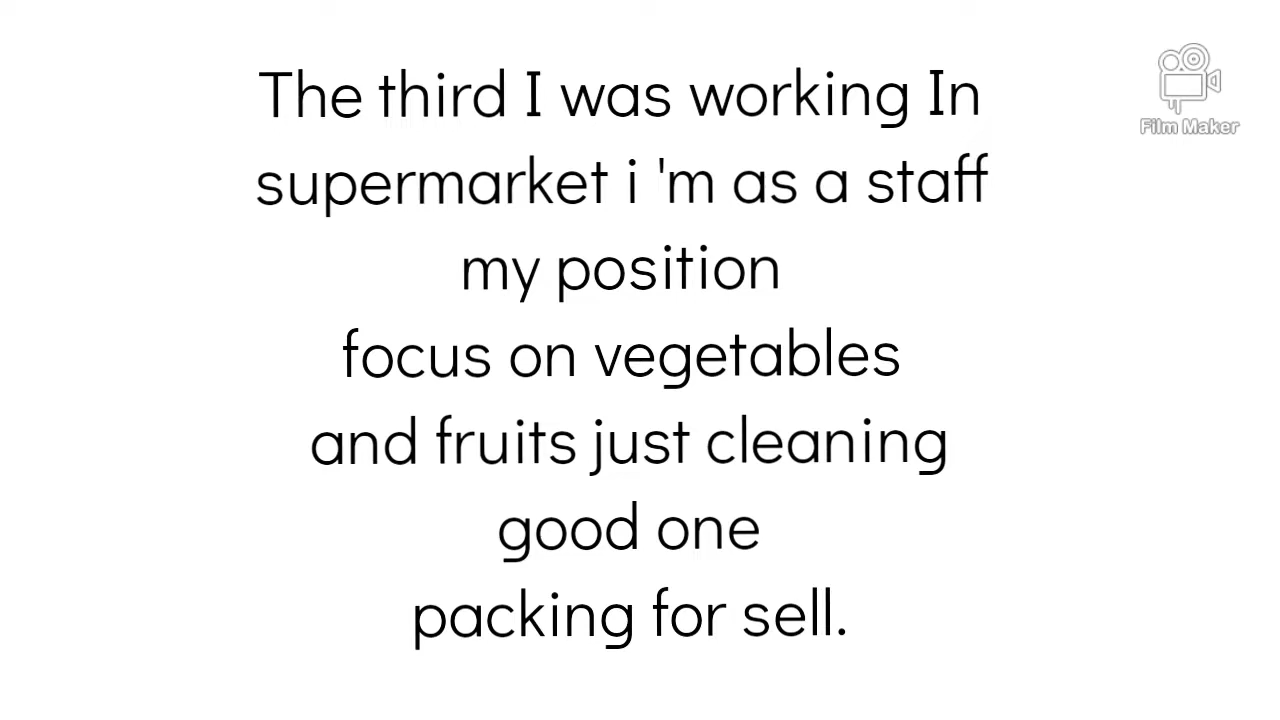 The third I was working In
supermarket i 'm as a staff
my position
focus on vegetables
and fruits just cleaning
good one
packing for sell.
Film Maker